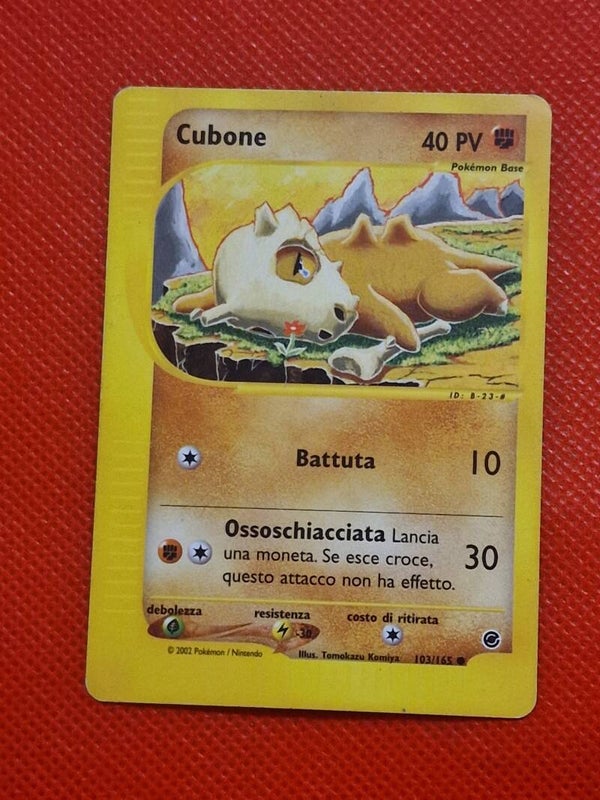 Cubone
40 PV
Pokémon Base
ID: B-23-#
Battuta 10
Ossoschiacciata Lancia
una moneta. Se esce croce,
questo attacco non ha effetto.
30
debolezza resistenza costo di ritirata
-30
© 2002 Pokémon / Nintendo Illus. Tomokazu Komiya 103/165